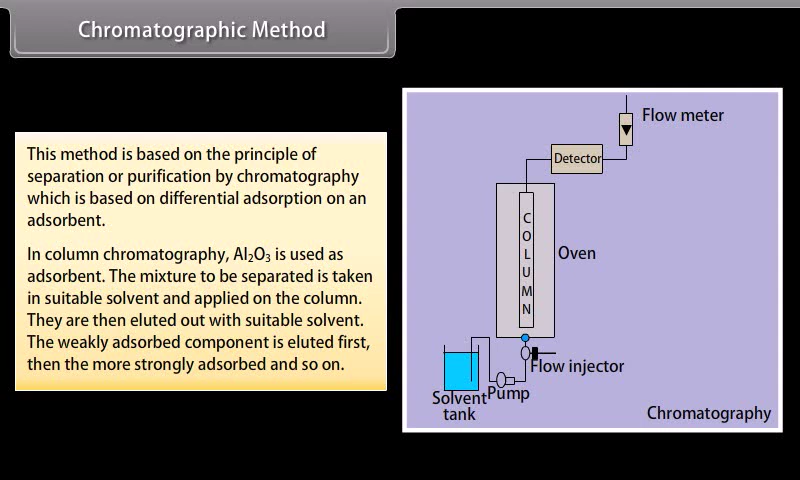 Chromatographic Method
This method is based on the principle of
separation or purification by chromatography
which is based on differential adsorption on an
adsorbent.
In column chromatography, Al₂O₃ is used as
adsorbent. The mixture to be separated is taken
in suitable solvent and applied on the column.
They are then eluted out with suitable solvent.
The weakly adsorbed component is eluted first,
then the more strongly adsorbed and so on.
Flow meter
Detector
COLUMN
Oven
Flow injector
Pump
Solvent
tank
Chromatography